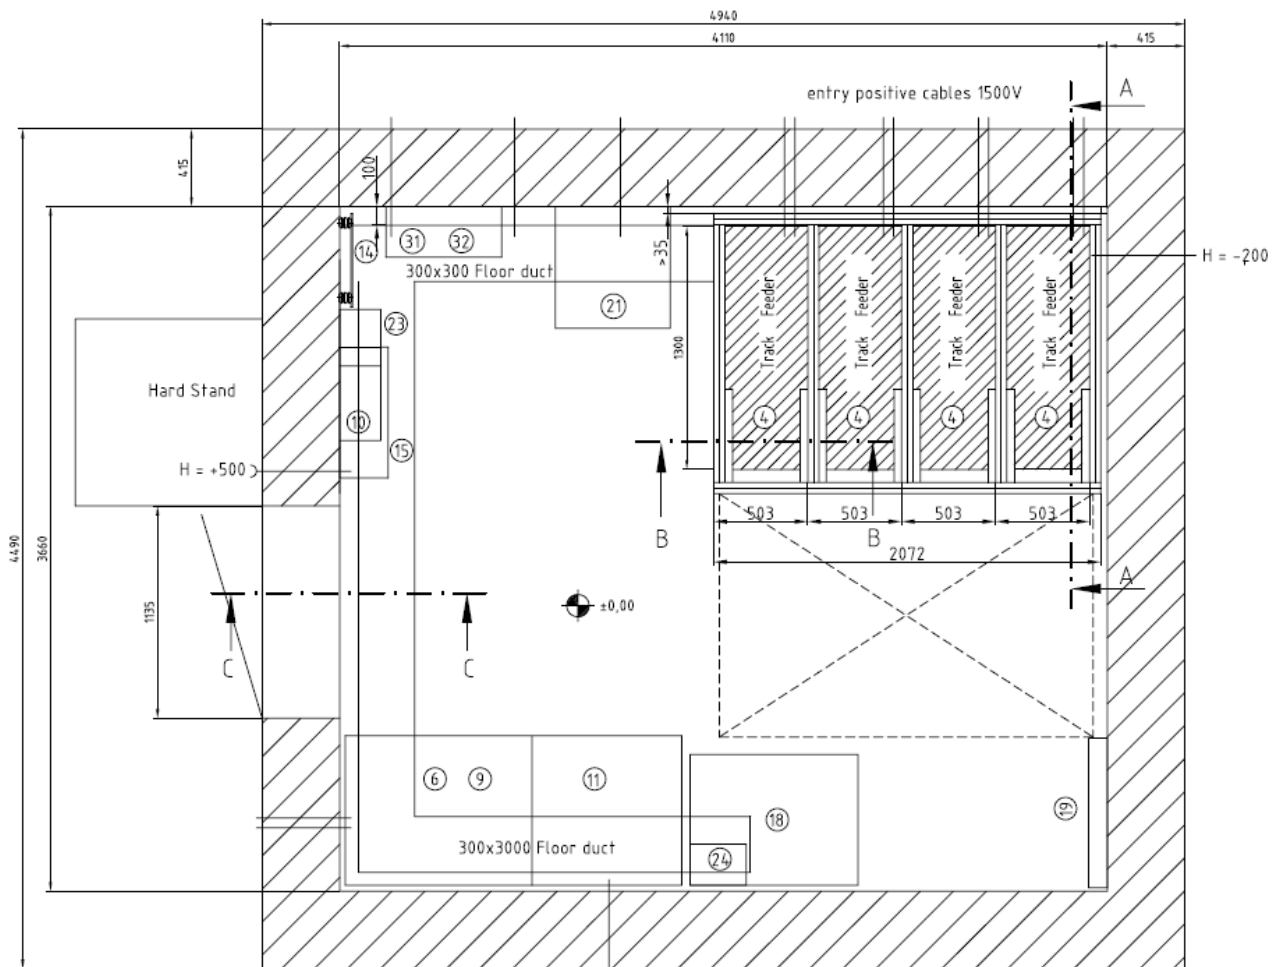 4940
4110
415
entry positive cables 1500V
A
415
100
14
31
32
300x300 Floor duct
>35
21
H = -200
Track Feeder
Track Feeder
Track Feeder
Track Feeder
1300
23
Hard Stand
10
15
H = +500
4
4
4
4
503
503
503
503
B
B
2072
4490
3660
1135
A
±0,00
C
C
6
9
11
18
19
300x3000 Floor duct
24